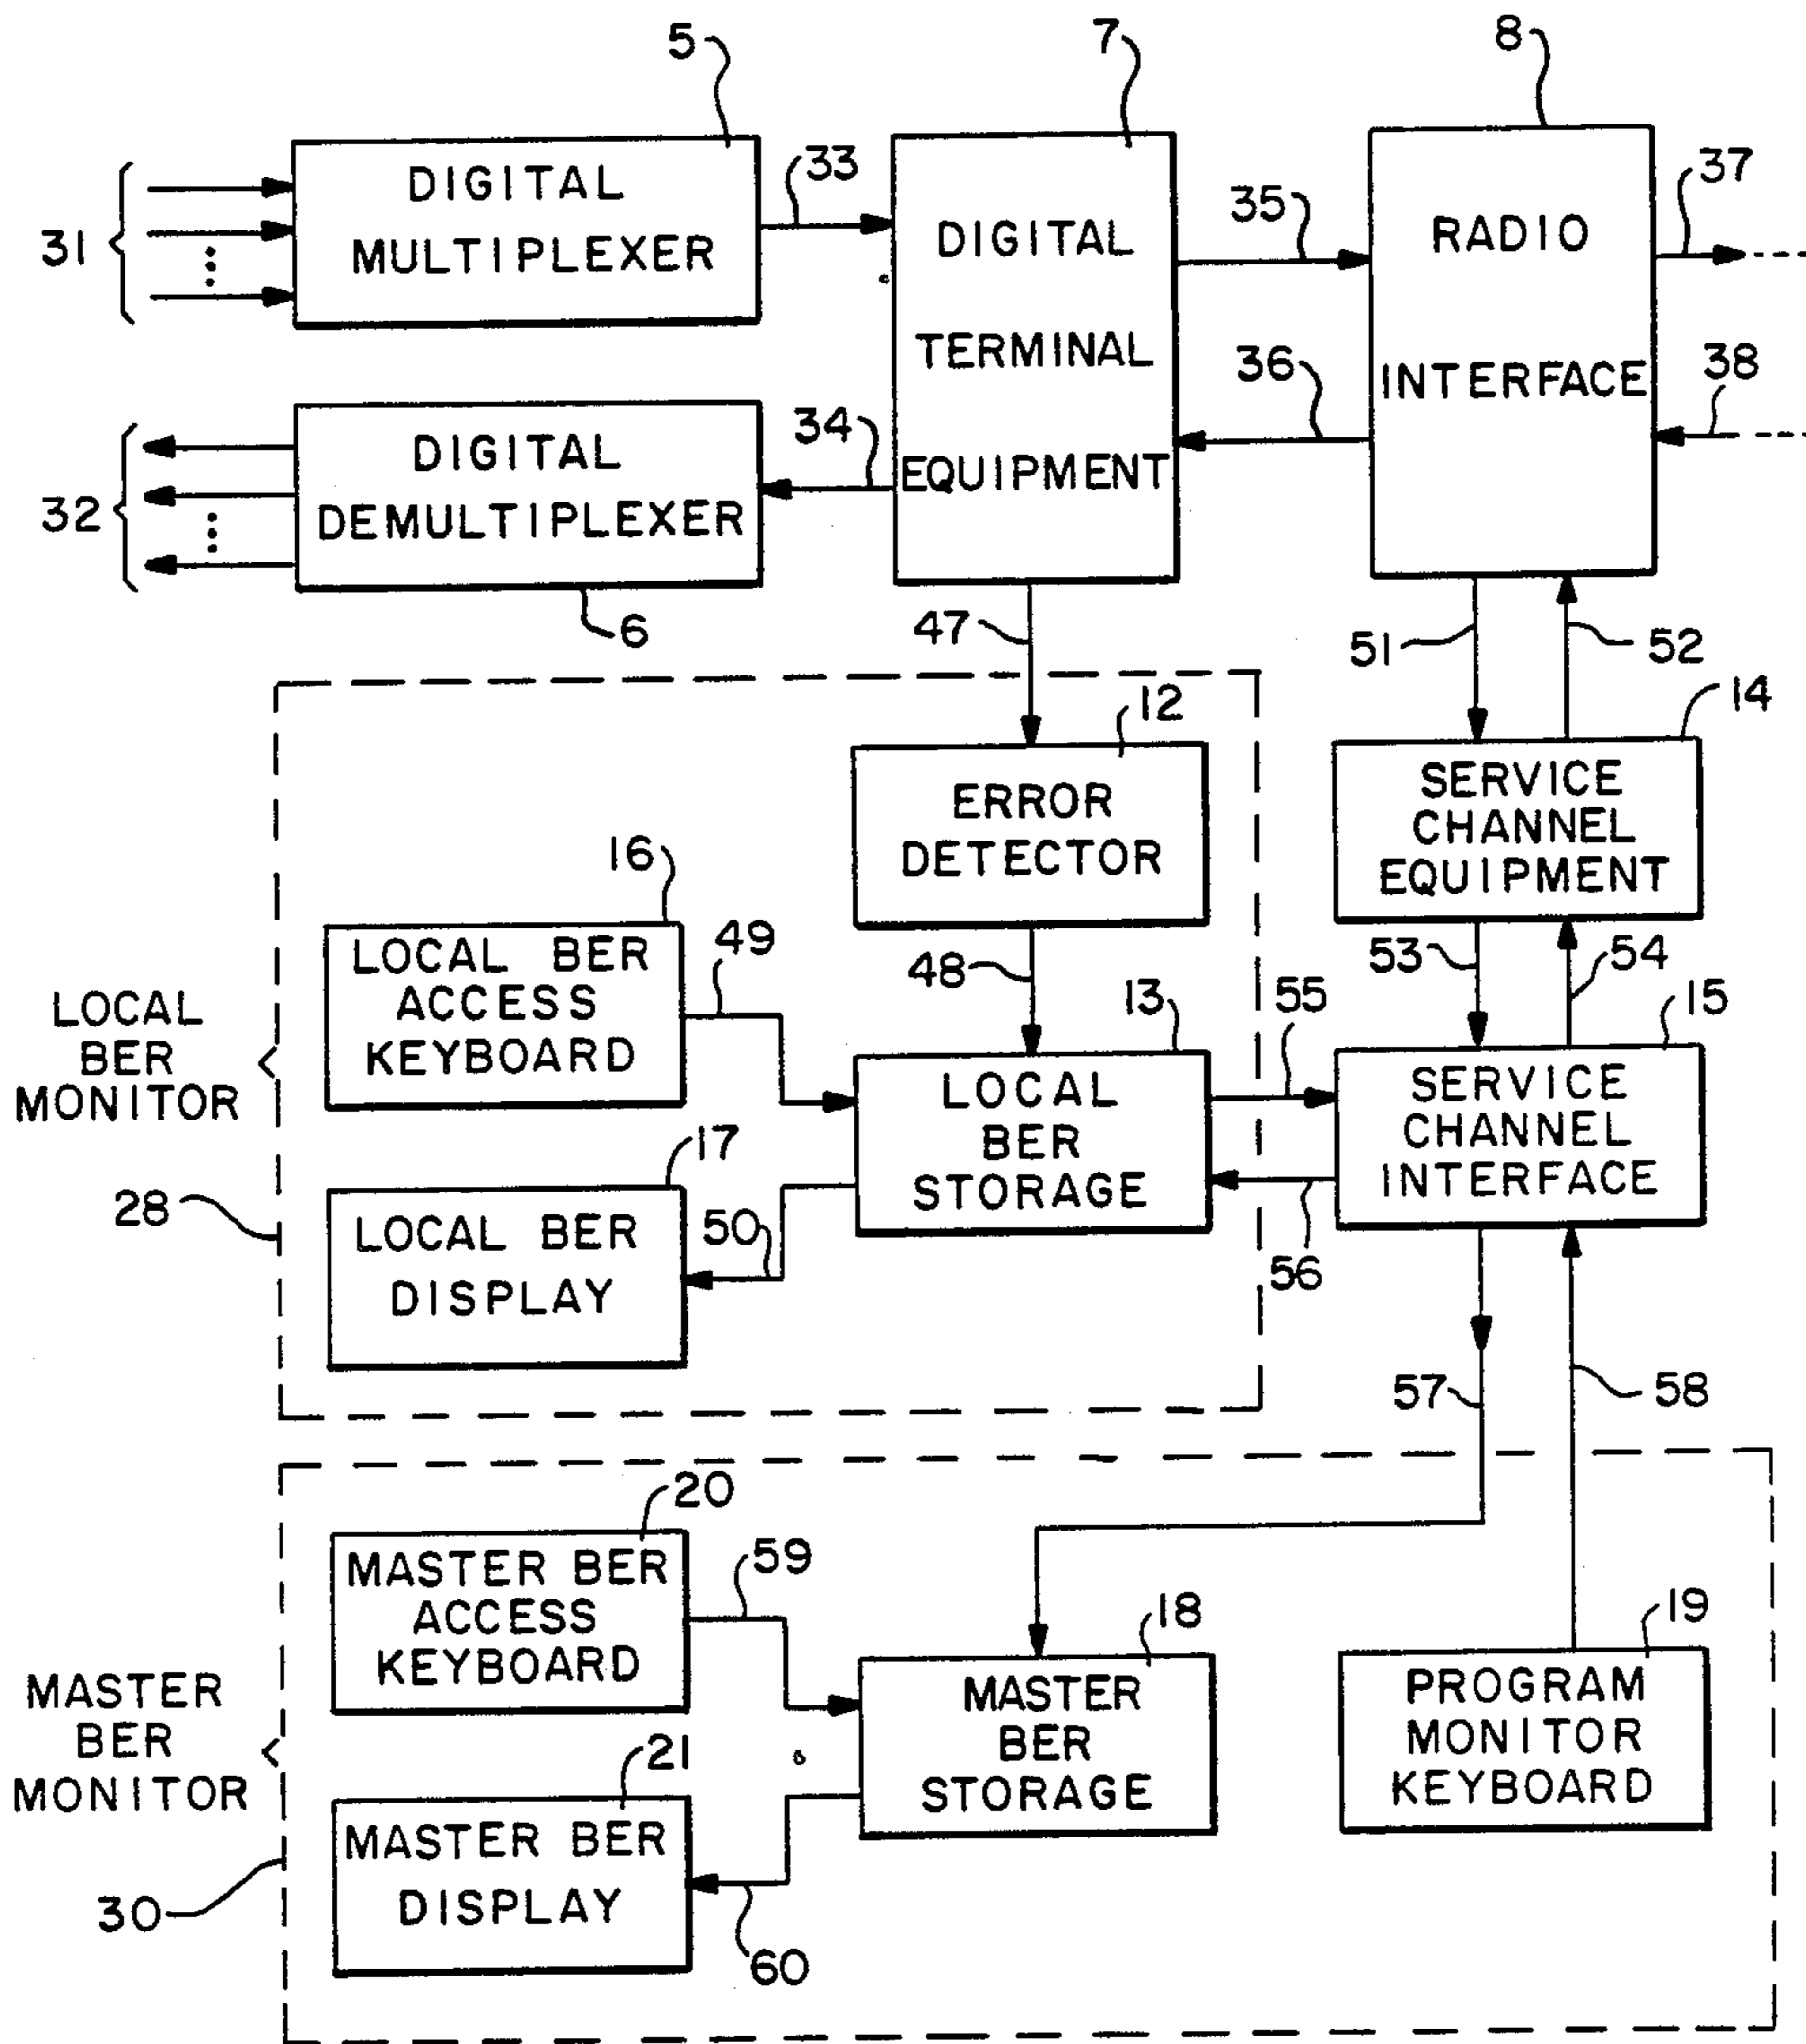 5
7
8
31
DIGITAL
MULTIPLEXER
33
DIGITAL
TERMINAL
EQUIPMENT
35
36
RADIO
INTERFACE
37
38
32
DIGITAL
DEMULTIPLEXER
34
6
47
51
52
12
14
ERROR
DETECTOR
SERVICE
CHANNEL
EQUIPMENT
16
LOCAL BER
ACCESS
KEYBOARD
49
48
53
54
LOCAL
BER
MONITOR
13
55
15
LOCAL
BER
STORAGE
SERVICE
CHANNEL
INTERFACE
17
28
LOCAL BER
DISPLAY
50
56
57
58
20
MASTER BER
ACCESS
KEYBOARD
59
18
19
MASTER
BER
MONITOR
MASTER
BER
STORAGE
PROGRAM
MONITOR
KEYBOARD
21
MASTER BER
DISPLAY
30
60